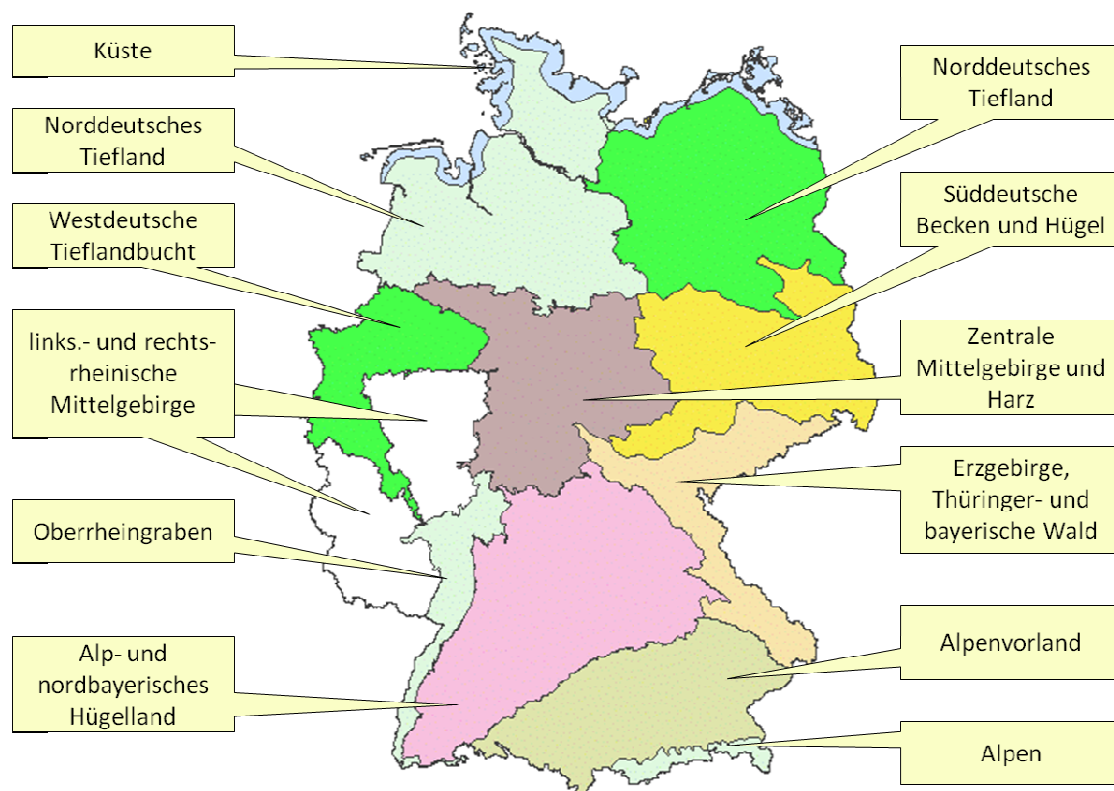 Küste
Norddeutsches
Tiefland
Westdeutsche
Tieflandbucht
links.- und rechts-
rheinische
Mittelgebirge
Oberrheingraben
Alp- und
nordbayerisches
Hügelland
Norddeutsches
Tiefland
Süddeutsche
Becken und Hügel
Zentrale
Mittelgebirge und
Harz
Erzgebirge,
Thüringer- und
bayerische Wald
Alpenvorland
Alpen